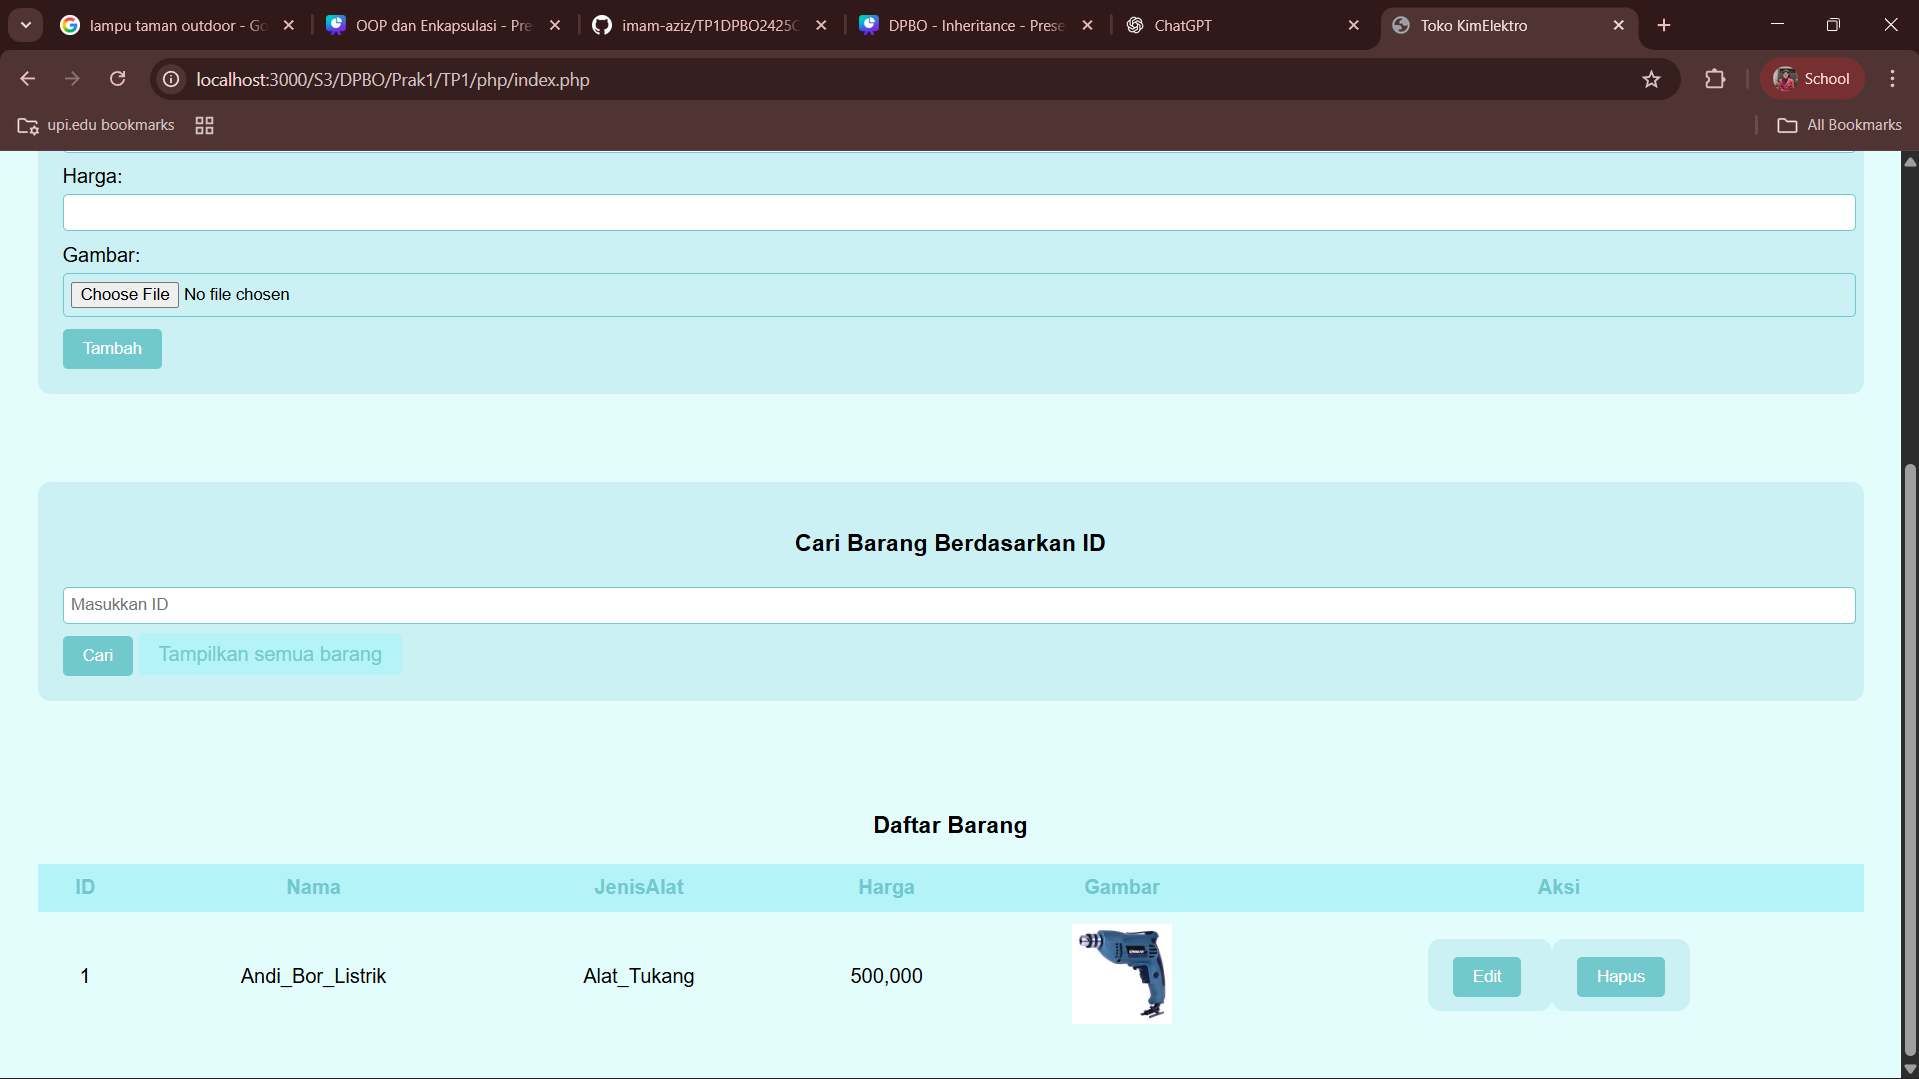 lampu taman outdoor - Go
OOP dan Enkapsulasi - Pre
imam-aziz/TP1DPBO2425C
DPBO - Inheritance - Prese
ChatGPT
Toko KimElektro
localhost:3000/S3/DPBO/Prak1/TP1/php/index.php
School
upi.edu bookmarks
All Bookmarks
Harga:
Gambar:
Choose File No file chosen
Tambah
Cari Barang Berdasarkan ID
Masukkan ID
Cari Tampilkan semua barang
Daftar Barang
ID Nama JenisAlat Harga Gambar Aksi
1 Andi_Bor_Listrik Alat_Tukang 500,000 Edit Hapus